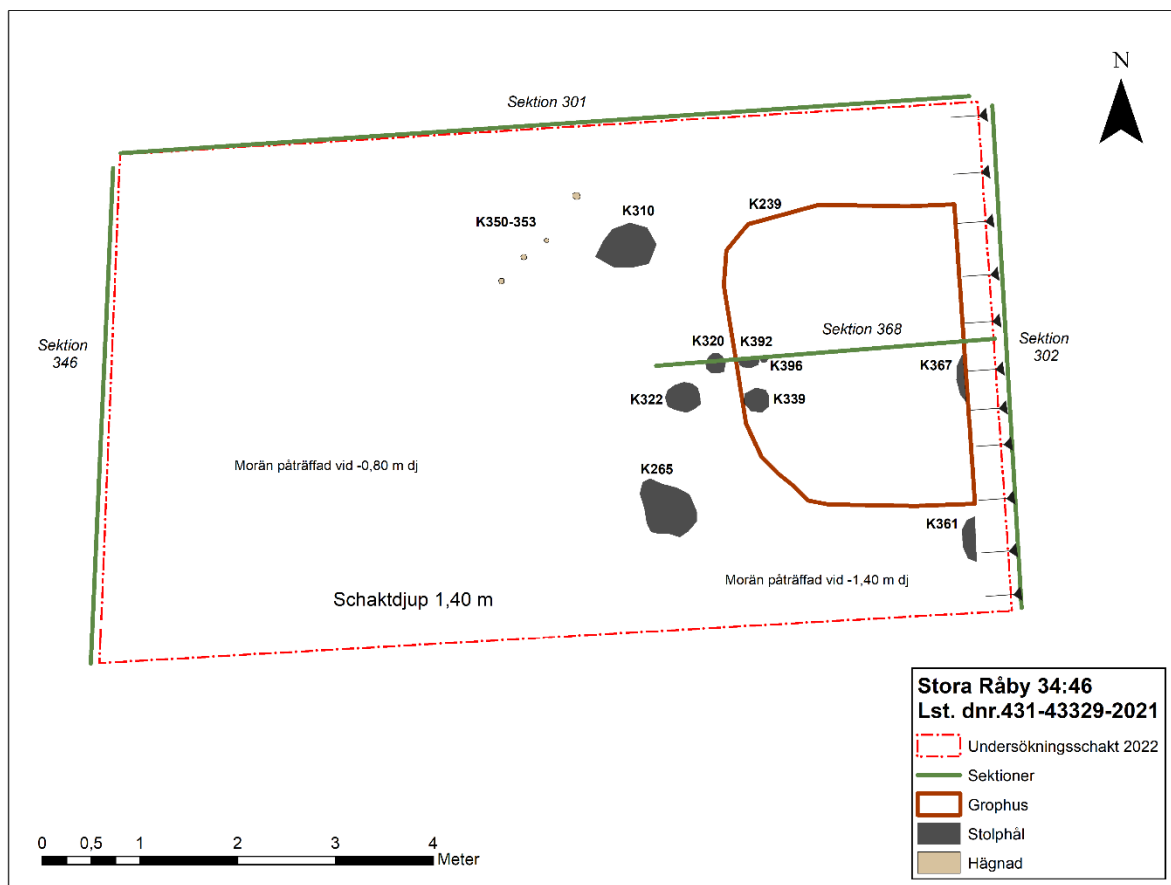 N
Sektion 301
K350-353
K310
K239
Sektion 368
Sektion
346
Sektion
302
K320
K392
K396
K367
K322
K339
Morän påträffad vid -0,80 m dj
K265
K361
Morän påträffad vid -1,40 m dj
Schaktdjup 1,40 m
Stora Råby 34:46
Lst. dnr.431-43329-2021
Undersökningsschakt 2022
Sektioner
Grophus
Stolphål
Hägnad
0 0,5 1 2 3 4
Meter